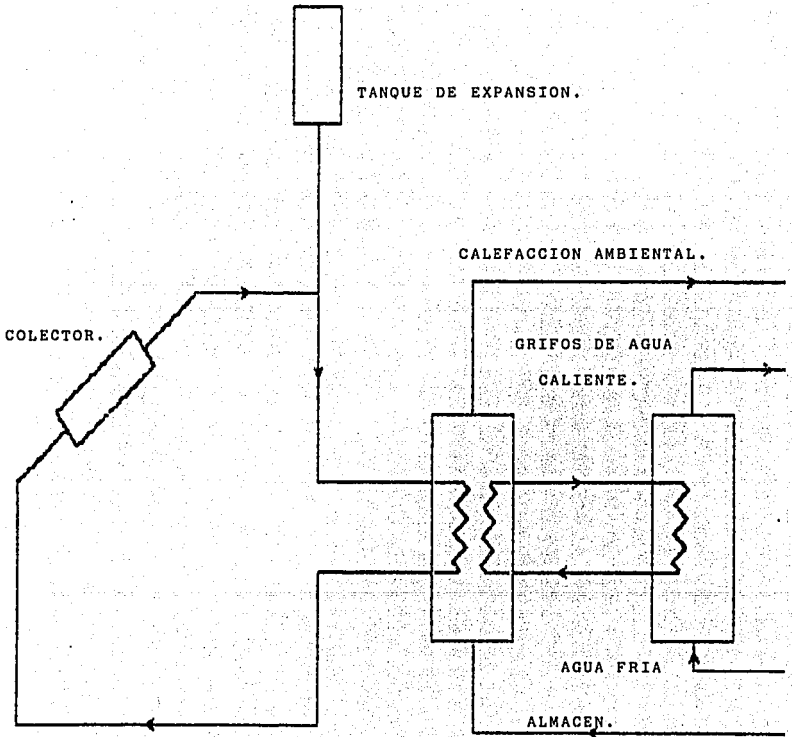 TANQUE DE EXPANSION.
CALEFACCION AMBIENTAL.
COLECTOR.
GRIFOS DE AGUA
CALIENTE.
AGUA FRIA
ALMACEN.